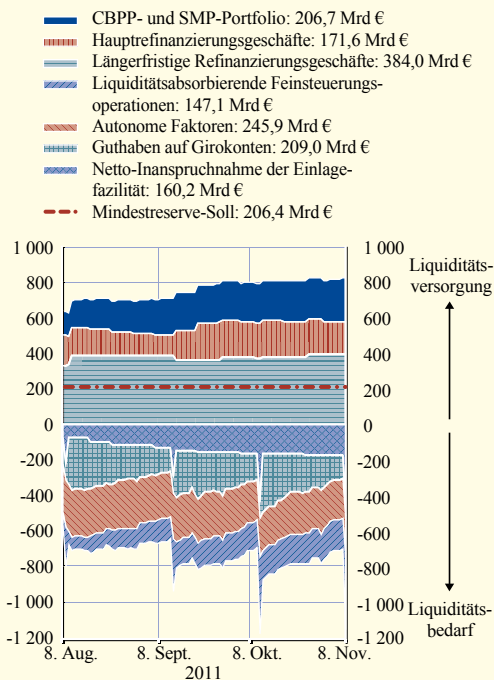 CBPP- und SMP-Portfolio: 206,7 Mrd €
Hauptrefinanzierungsgeschäfte: 171,6 Mrd €
Längerfristige Refinanzierungsgeschäfte: 384,0 Mrd €
Liquiditätsabsorbierende Feinsteuerungs-
operationen: 147,1 Mrd €
Autonome Faktoren: 245,9 Mrd €
Guthaben auf Girokonten: 209,0 Mrd €
Netto-Inanspruchnahme der Einlage-
fazilität: 160,2 Mrd €
Mindestreserve-Soll: 206,4 Mrd €
1 000 1 000
800 800
Liquiditäts-
versorgung
600 600
400 400
200 200
0 0
-200 -200
-400 -400
-600 -600
-800 -800
-1 000 -1 000
Liquiditäts-
bedarf
-1 200 -1 200
8. Aug. 8. Sept. 8. Okt. 8. Nov.
2011